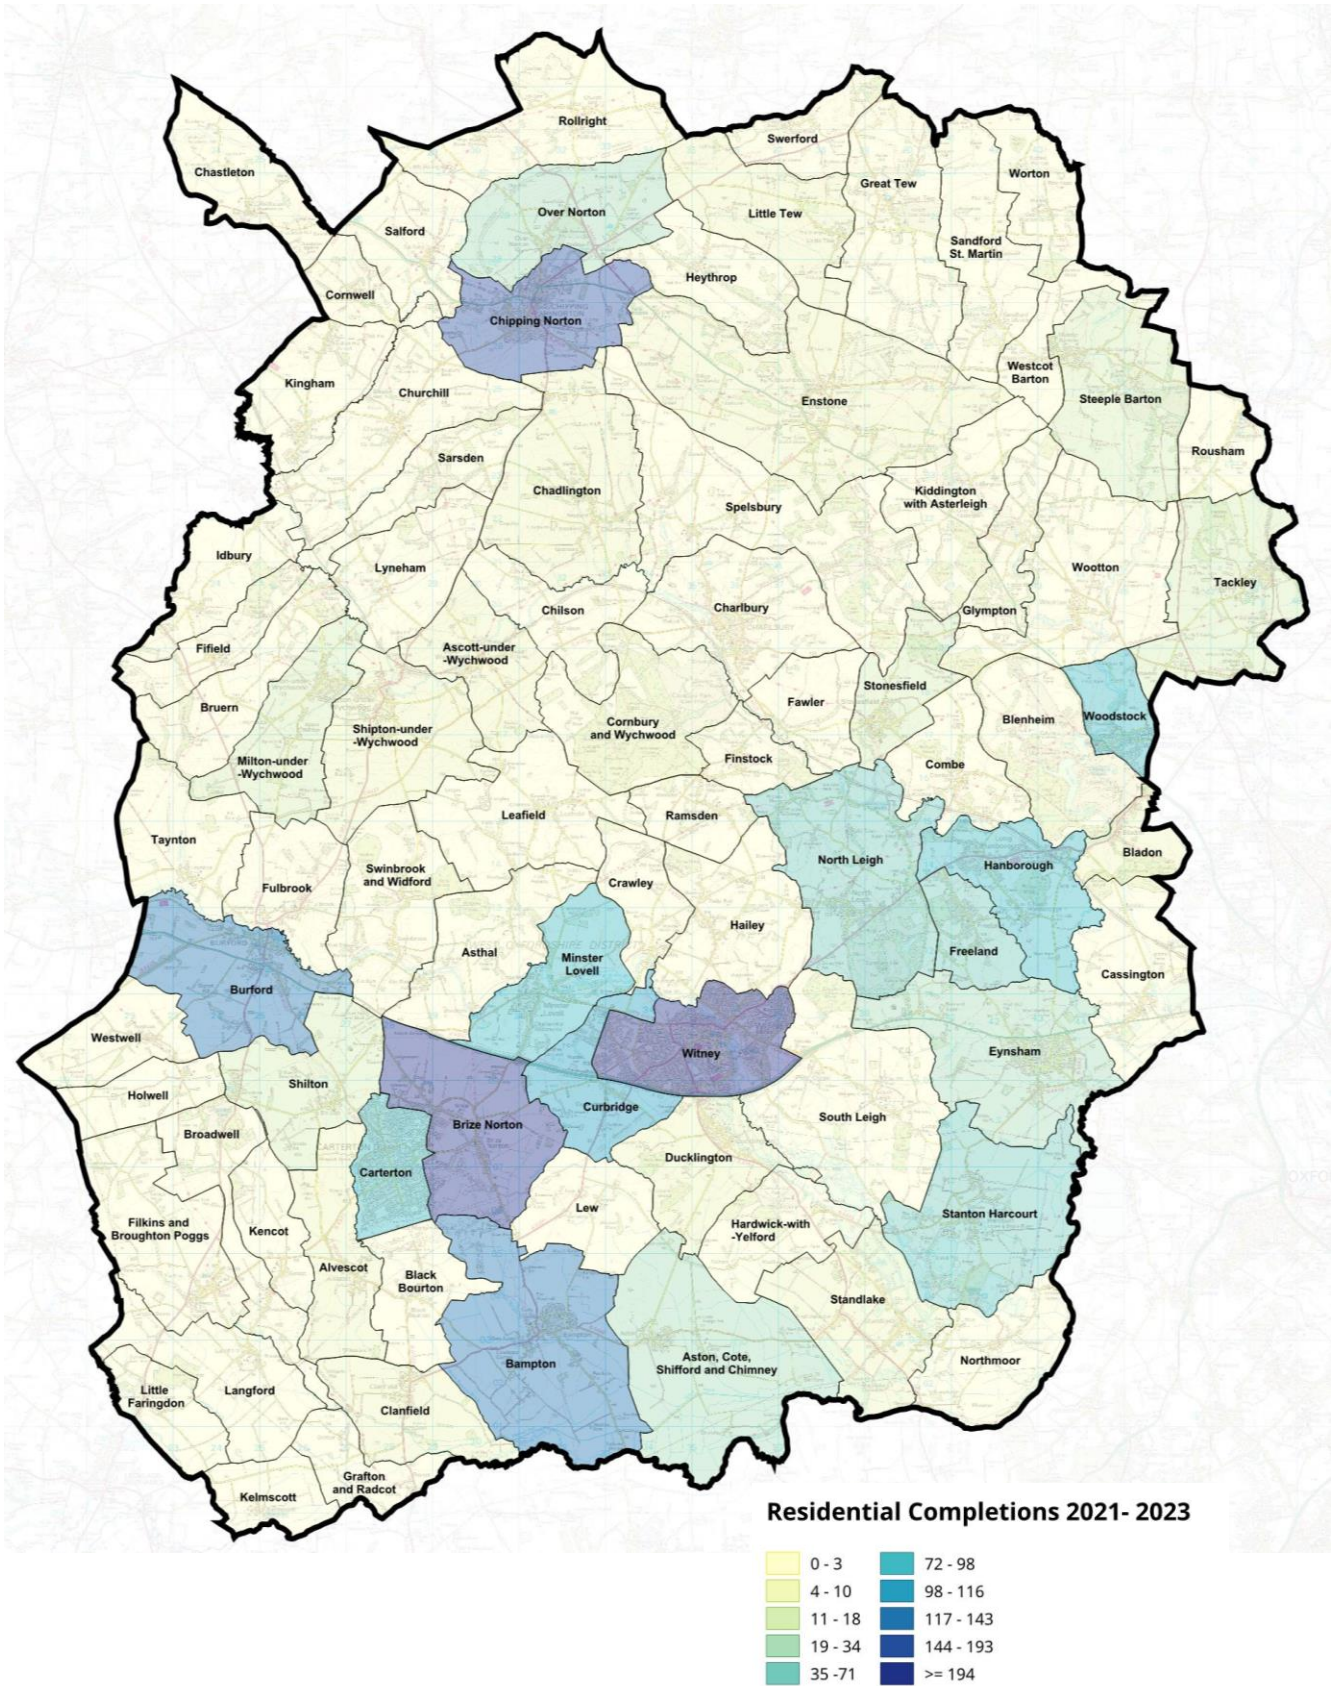 Rollright
Swerford
Chastleton
Worton
Great Tew
Over Norton
Little Tew
Salford
Sandford
St. Martin
Heythrop
Cornwell
Chipping Norton
Westcot
Barton
Kingham
Churchill
Steeple Barton
Enstone
Rousham
Sarsden
Chadlington
Kiddington
with Asterleigh
Spelsbury
Idbury
Lyneham
Wootton
Tackley
Chilson
Charlbury
Glympton
Fifield
Ascott-under
-Wychwood
Stonesfield
Fawler
Bruern
Blenheim
Woodstock
Shipton-under
-Wychwood
Cornbury
and Wychwood
Milton-under
-Wychwood
Finstock
Combe
Leafield
Ramsden
Taynton
Bladon
North Leigh
Hanborough
Swinbrook
and Widford
Crawley
Fulbrook
Hailey
Asthal
Freeland
Minster
Lovell
Cassington
Burford
Westwell
Witney
Eynsham
Shilton
Holwell
Curbridge
South Leigh
Brize Norton
Broadwell
Ducklington
Carterton
Lew
Stanton Harcourt
Filkins and
Broughton Poggs
Kencot
Hardwick-with
-Yelford
Alvescot
Black
Bourton
Standlake
Bampton
Aston, Cote,
Shifford and Chimney
Northmoor
Little
Faringdon
Langford
Clanfield
Grafton
and Radcot
Kelmscott
Residential Completions 2021- 2023
0 - 3
4 - 10
11 - 18
19 - 34
35 -71
72 - 98
98 - 116
117 - 143
144 - 193
>= 194